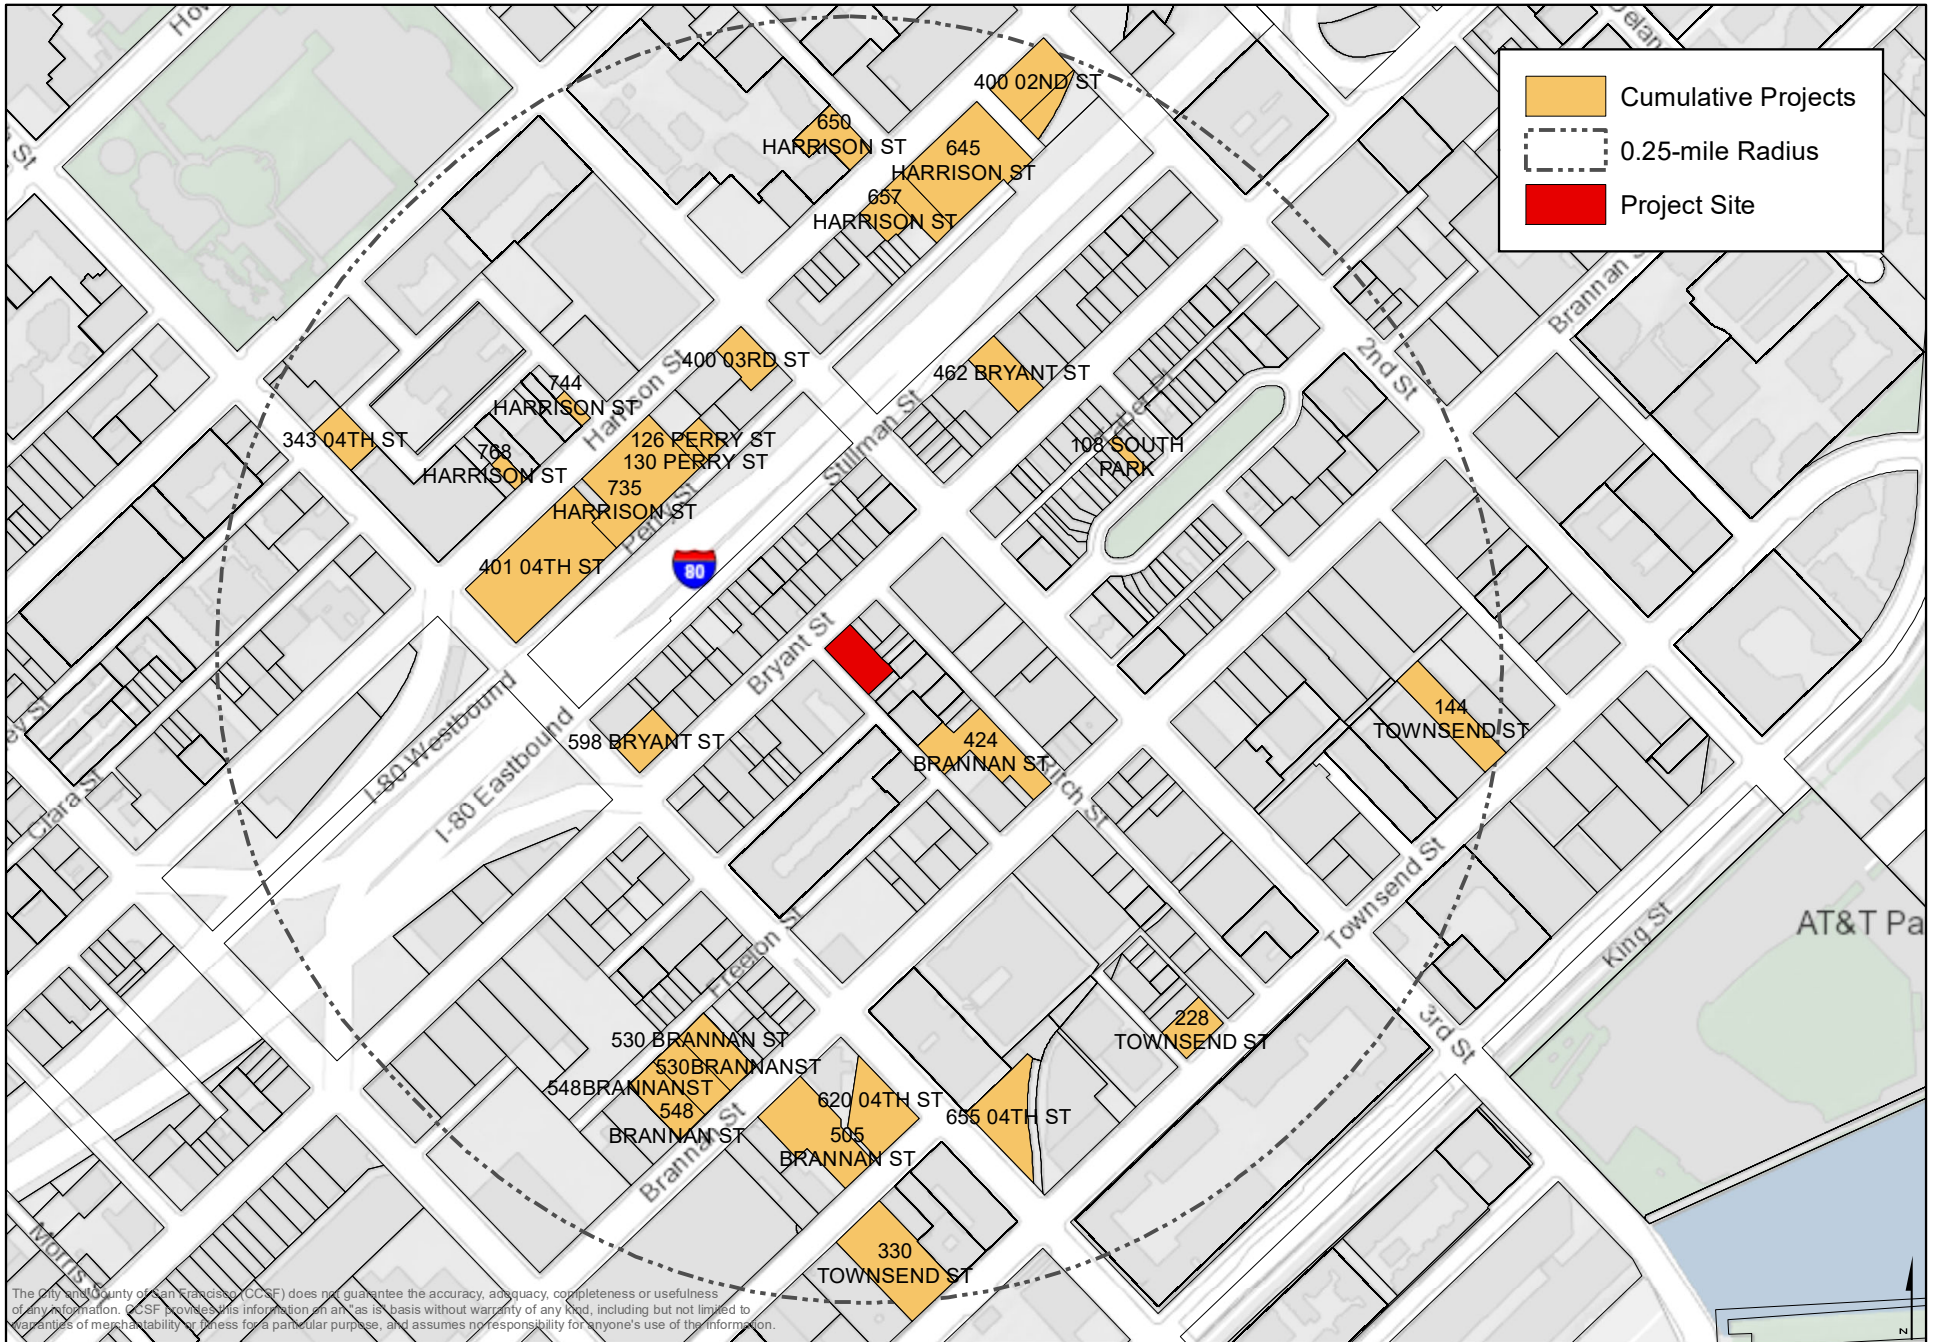 Cumulative Projects
0.25-mile Radius
Project Site
400 02ND ST
650
HARRISON ST
645
HARRISON ST
657
HARRISON ST
400 03RD ST
462 BRYANT ST
744
HARRISON ST
Harrison St
343 04TH ST
768
HARRISON ST
126 PERRY ST
130 PERRY ST
735
HARRISON ST
Perry St
Stillman St
108 SOUTH
PARK
2nd St
Brannan S
401 04TH ST
80
Bryant St
I-80 Westbound
I-80 Eastbound
598 BRYANT ST
424
BRANNAN ST
Ritch St
144
TOWNSEND ST
Clara St
Townsend St
King St
AT&T Pa
Freelon St
3rd St
228
TOWNSEND ST
530 BRANNAN ST
530BRANNANST
548BRANNANST
548
BRANNAN ST
Brannan St
620 04TH ST
505
BRANNAN ST
655 04TH ST
330
TOWNSEND ST
Morris S
The City and County of San Francisco (CCSF) does not guarantee the accuracy, adequacy, completeness or usefulness
of any information. CCSF provides this information on an "as is" basis without warranty of any kind, including but not limited to
warranties of merchantability or fitness for a particular purpose, and assumes no responsibility for anyone's use of the information.
Z